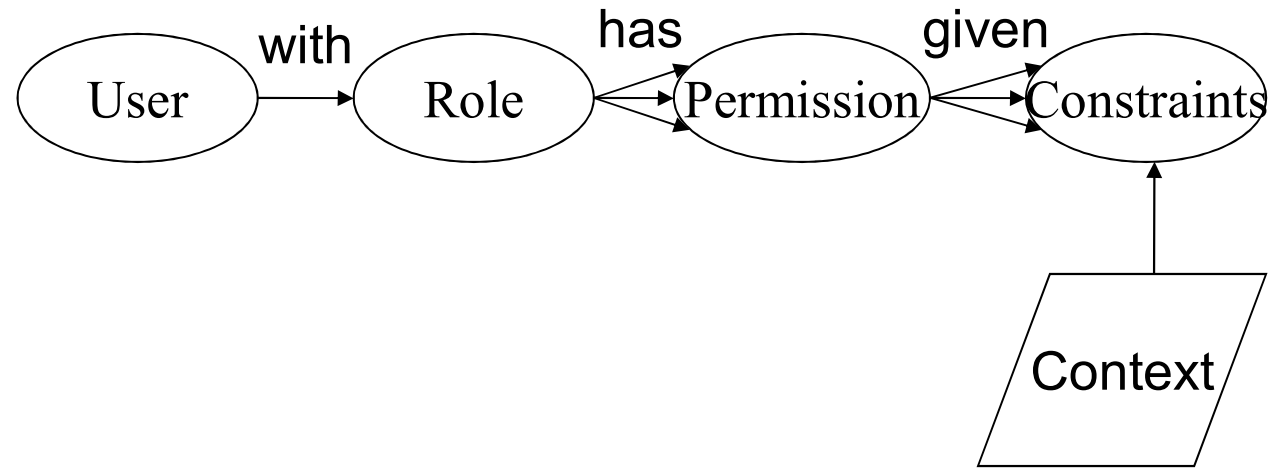 with
has
given
User
Role
Permission
Constraints
Context